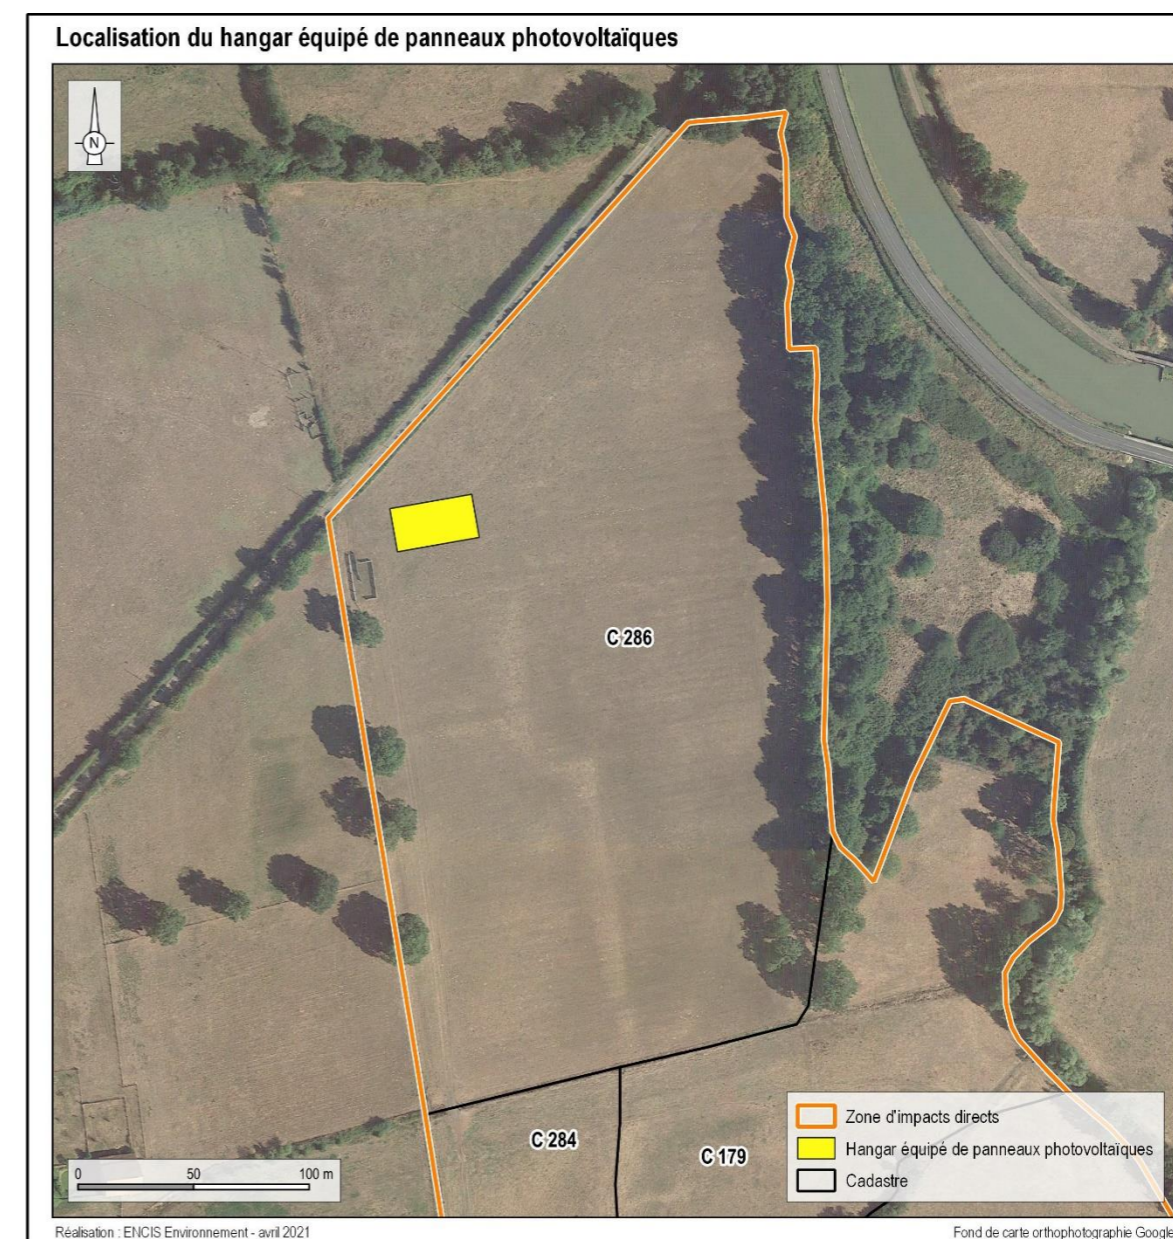 Localisation du hangar équipé de panneaux photovoltaïques
N
C 286
C 284
C 179
Zone d'impacts directs
Hangar équipé de panneaux photovoltaïques
Cadastre
0 50 100 m
Réalisation : ENCIS Environnement - avril 2021
Fond de carte orthophotographie Google